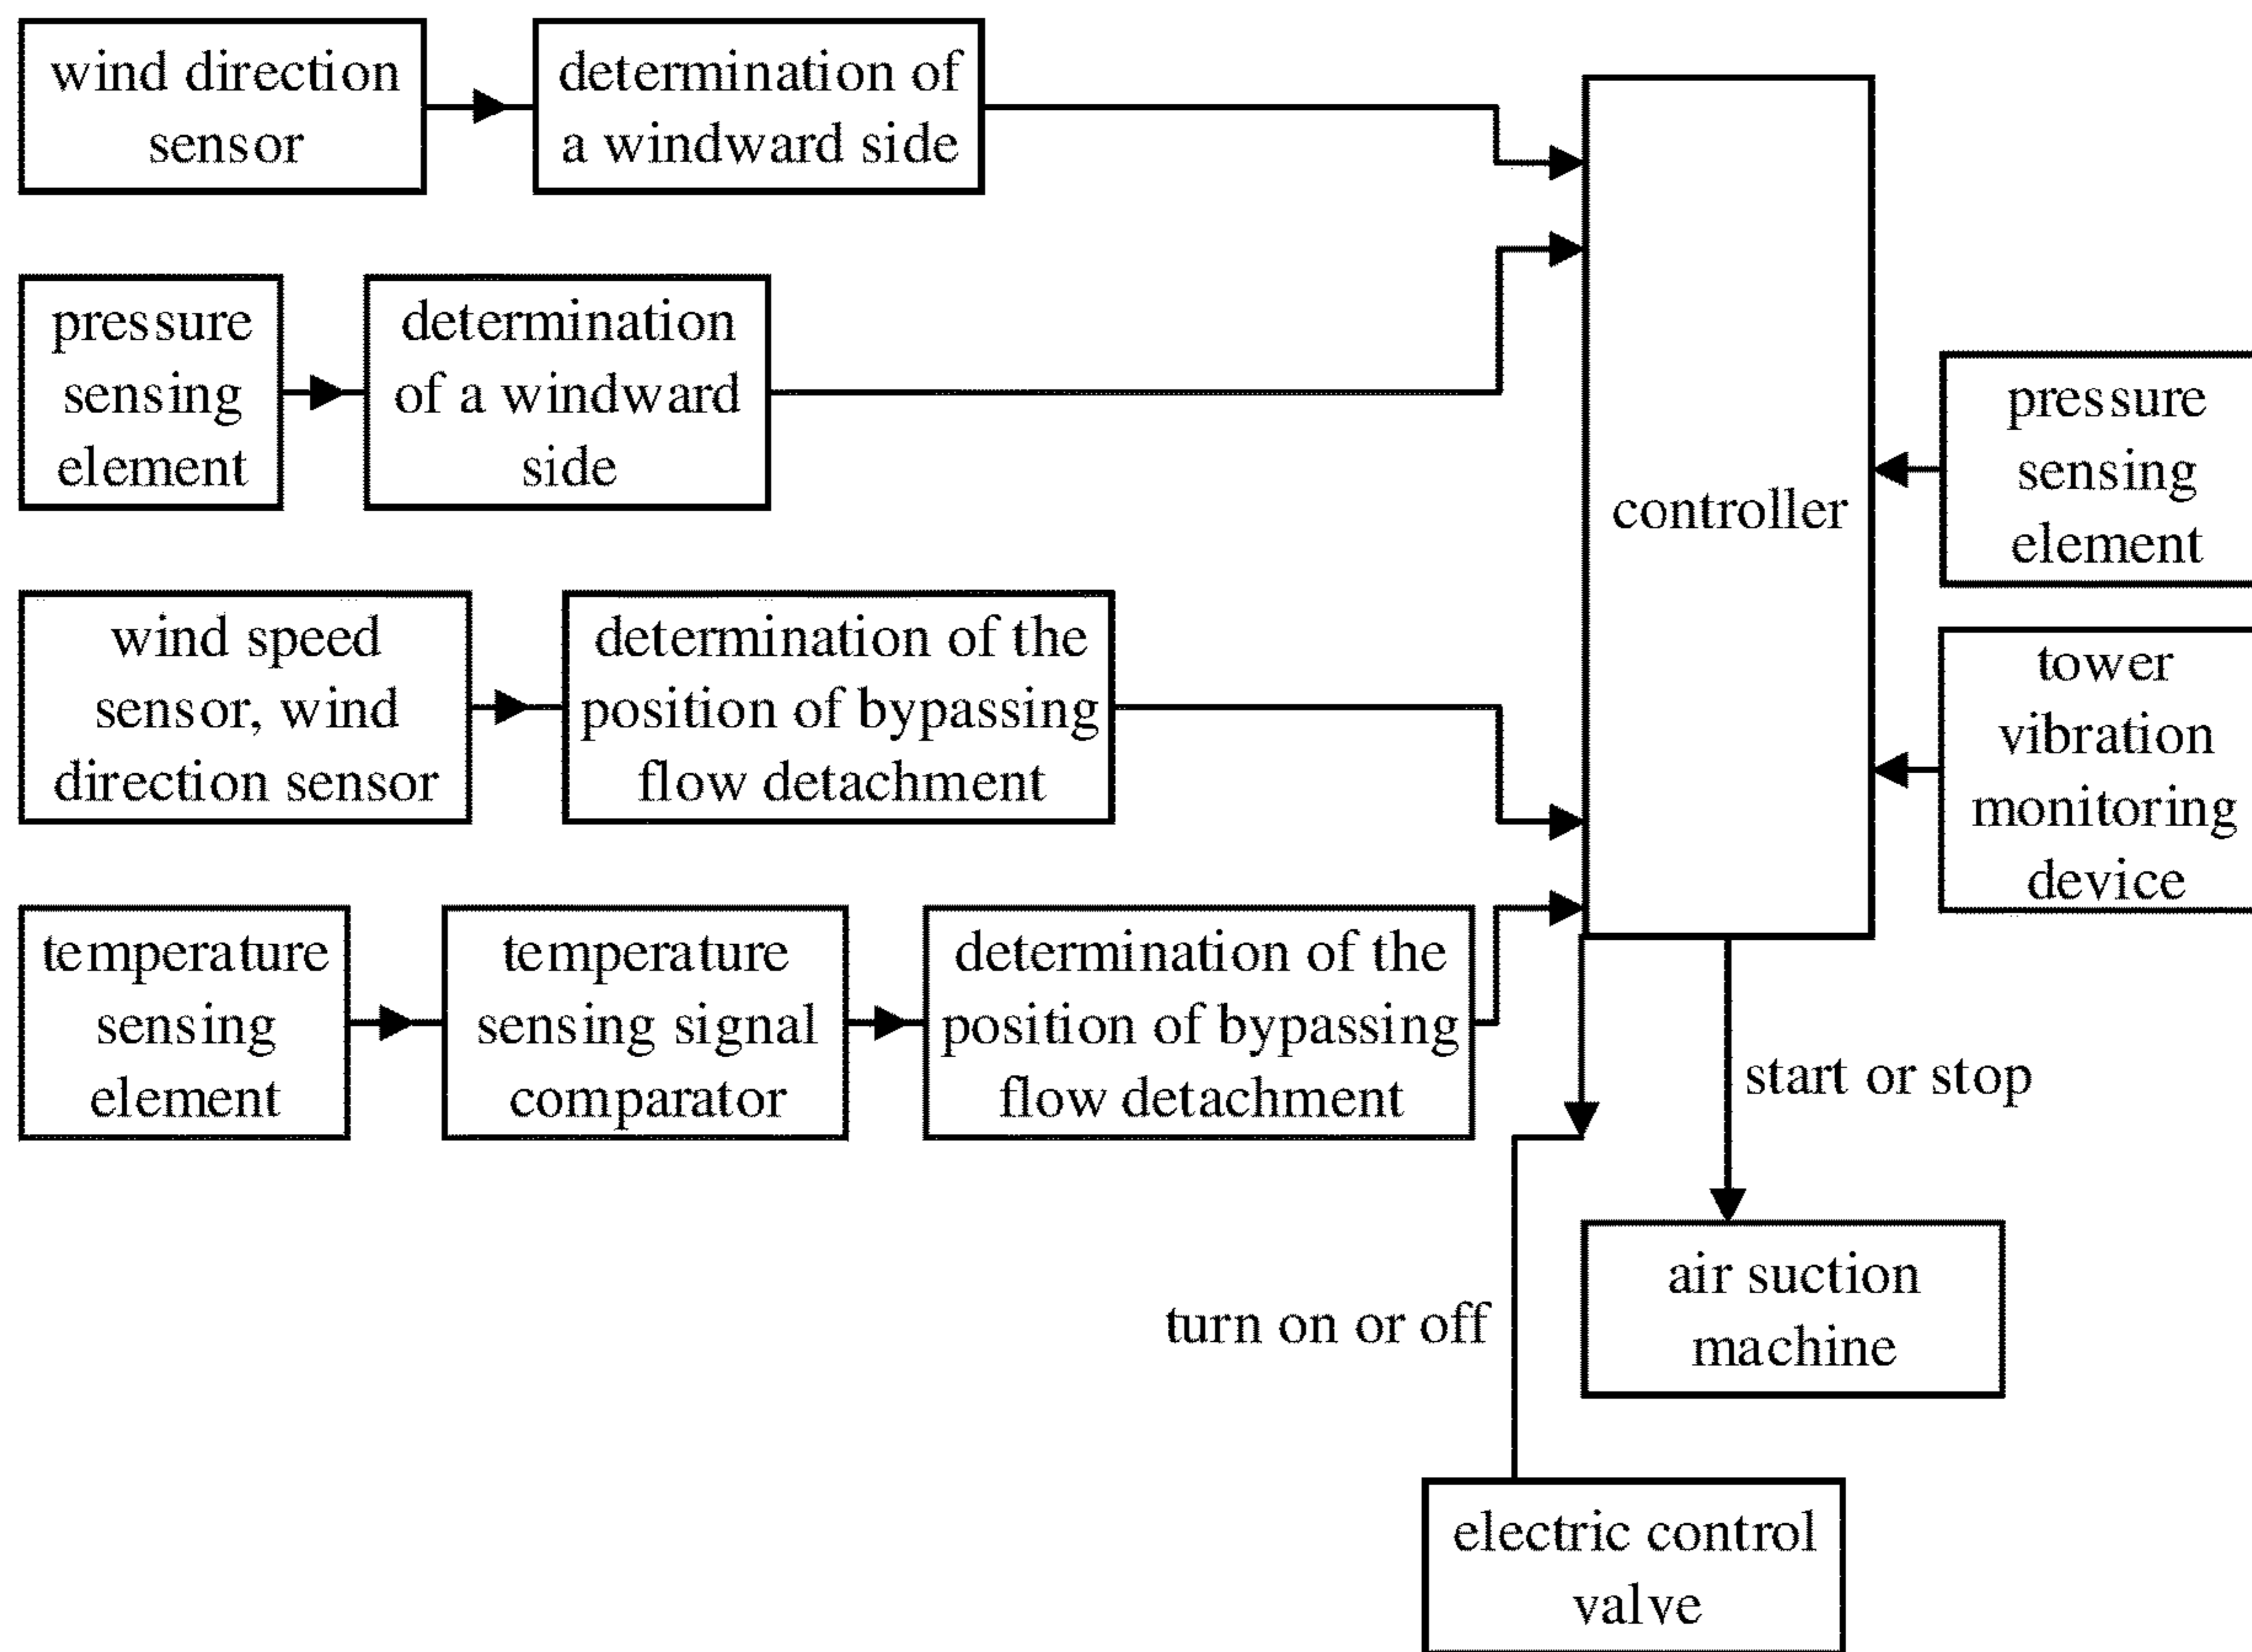 wind direction
sensor
determination of
a windward side
pressure
sensing
element
determination
of a windward
side
controller
pressure
sensing
element
wind speed
sensor, wind
direction sensor
determination of the
position of bypassing
flow detachment
tower
vibration
monitoring
device
temperature
sensing
element
temperature
sensing signal
comparator
determination of the
position of bypassing
flow detachment
start or stop
air suction
machine
turn on or off
electric control
valve